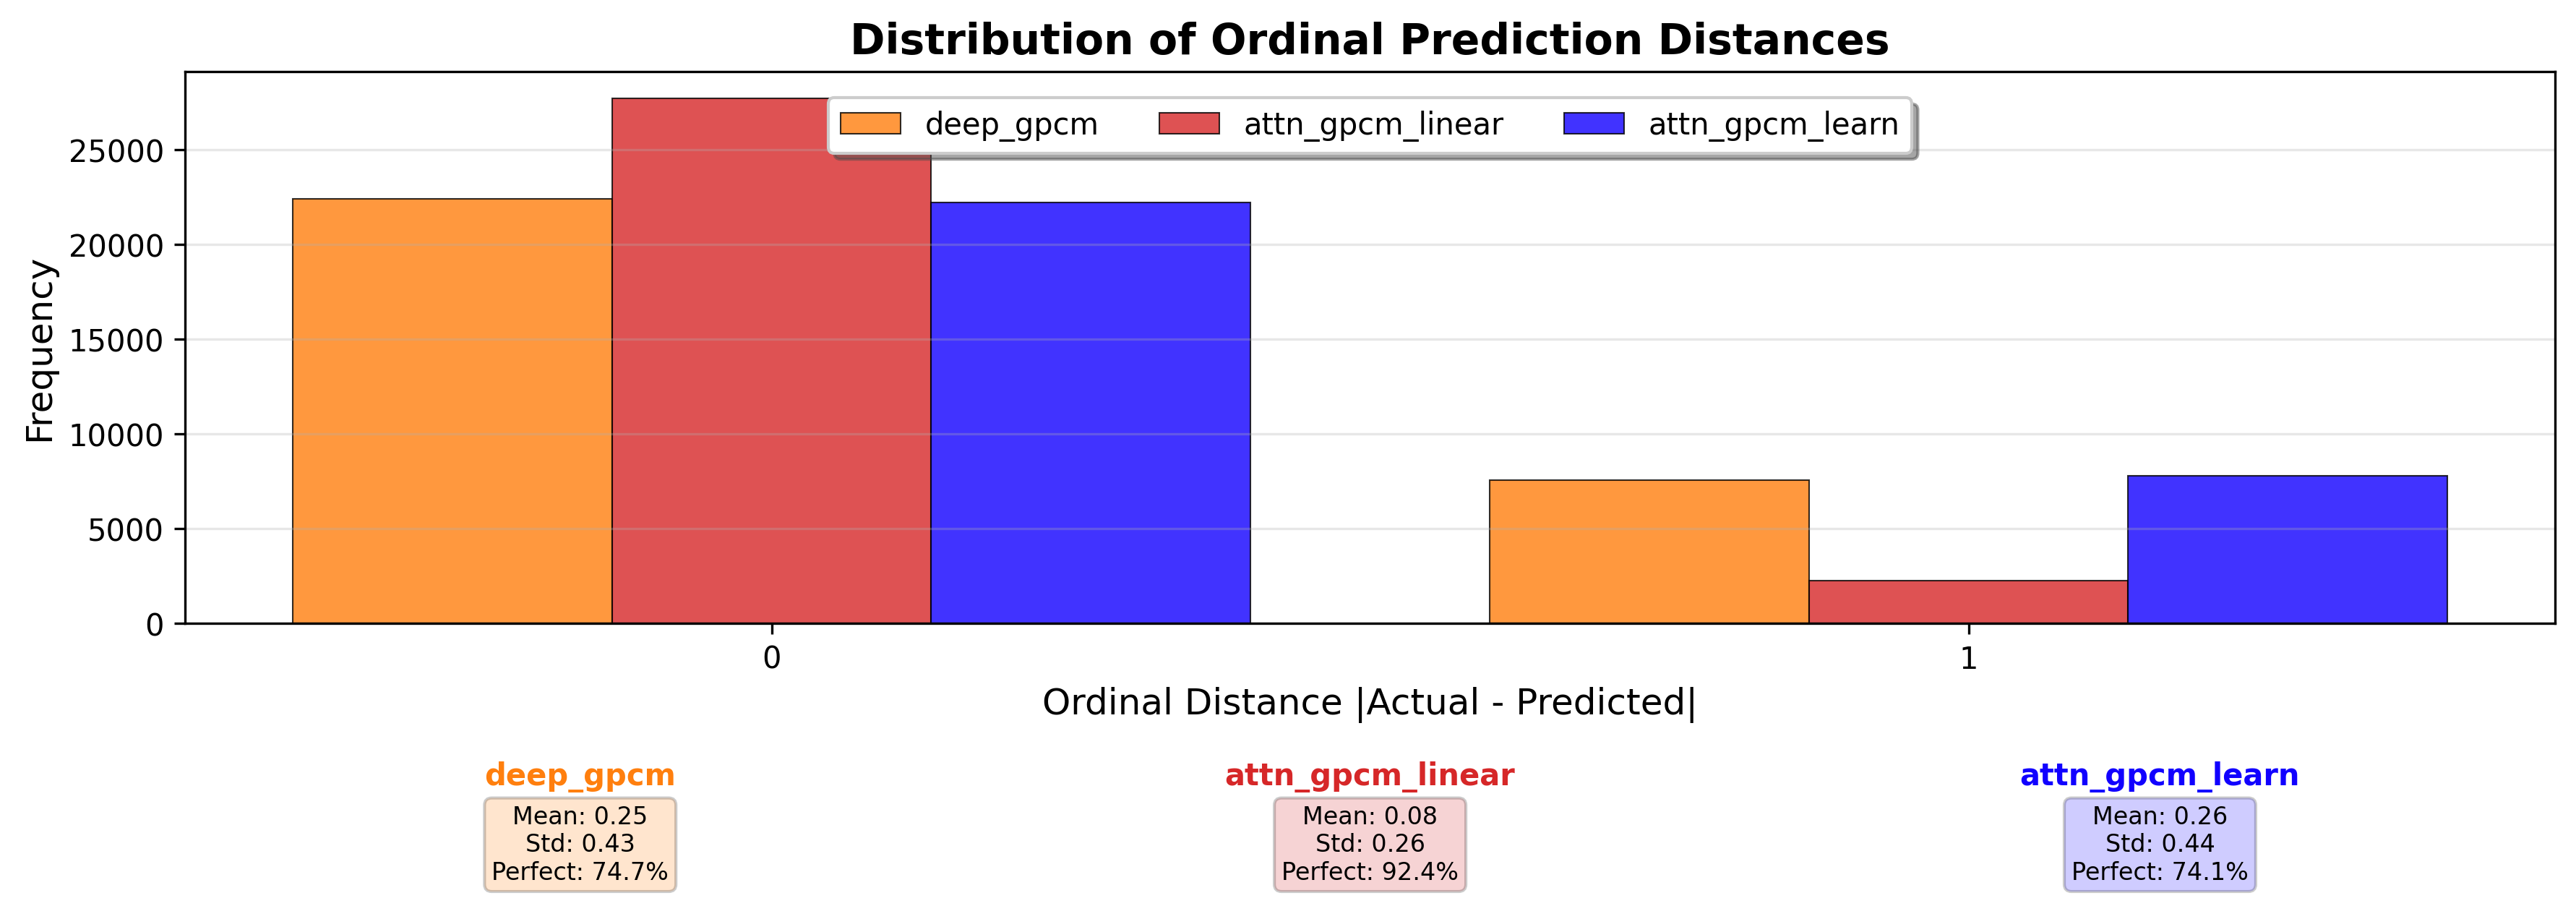 Distribution of Ordinal Prediction Distances
deep_gpcm
attn_gpcm_linear
attn_gpcm_learn
Frequency
25000
20000
15000
10000
5000
0
0
1
Ordinal Distance |Actual - Predicted|
deep_gpcm
Mean: 0.25
Std: 0.43
Perfect: 74.7%
attn_gpcm_linear
Mean: 0.08
Std: 0.26
Perfect: 92.4%
attn_gpcm_learn
Mean: 0.26
Std: 0.44
Perfect: 74.1%